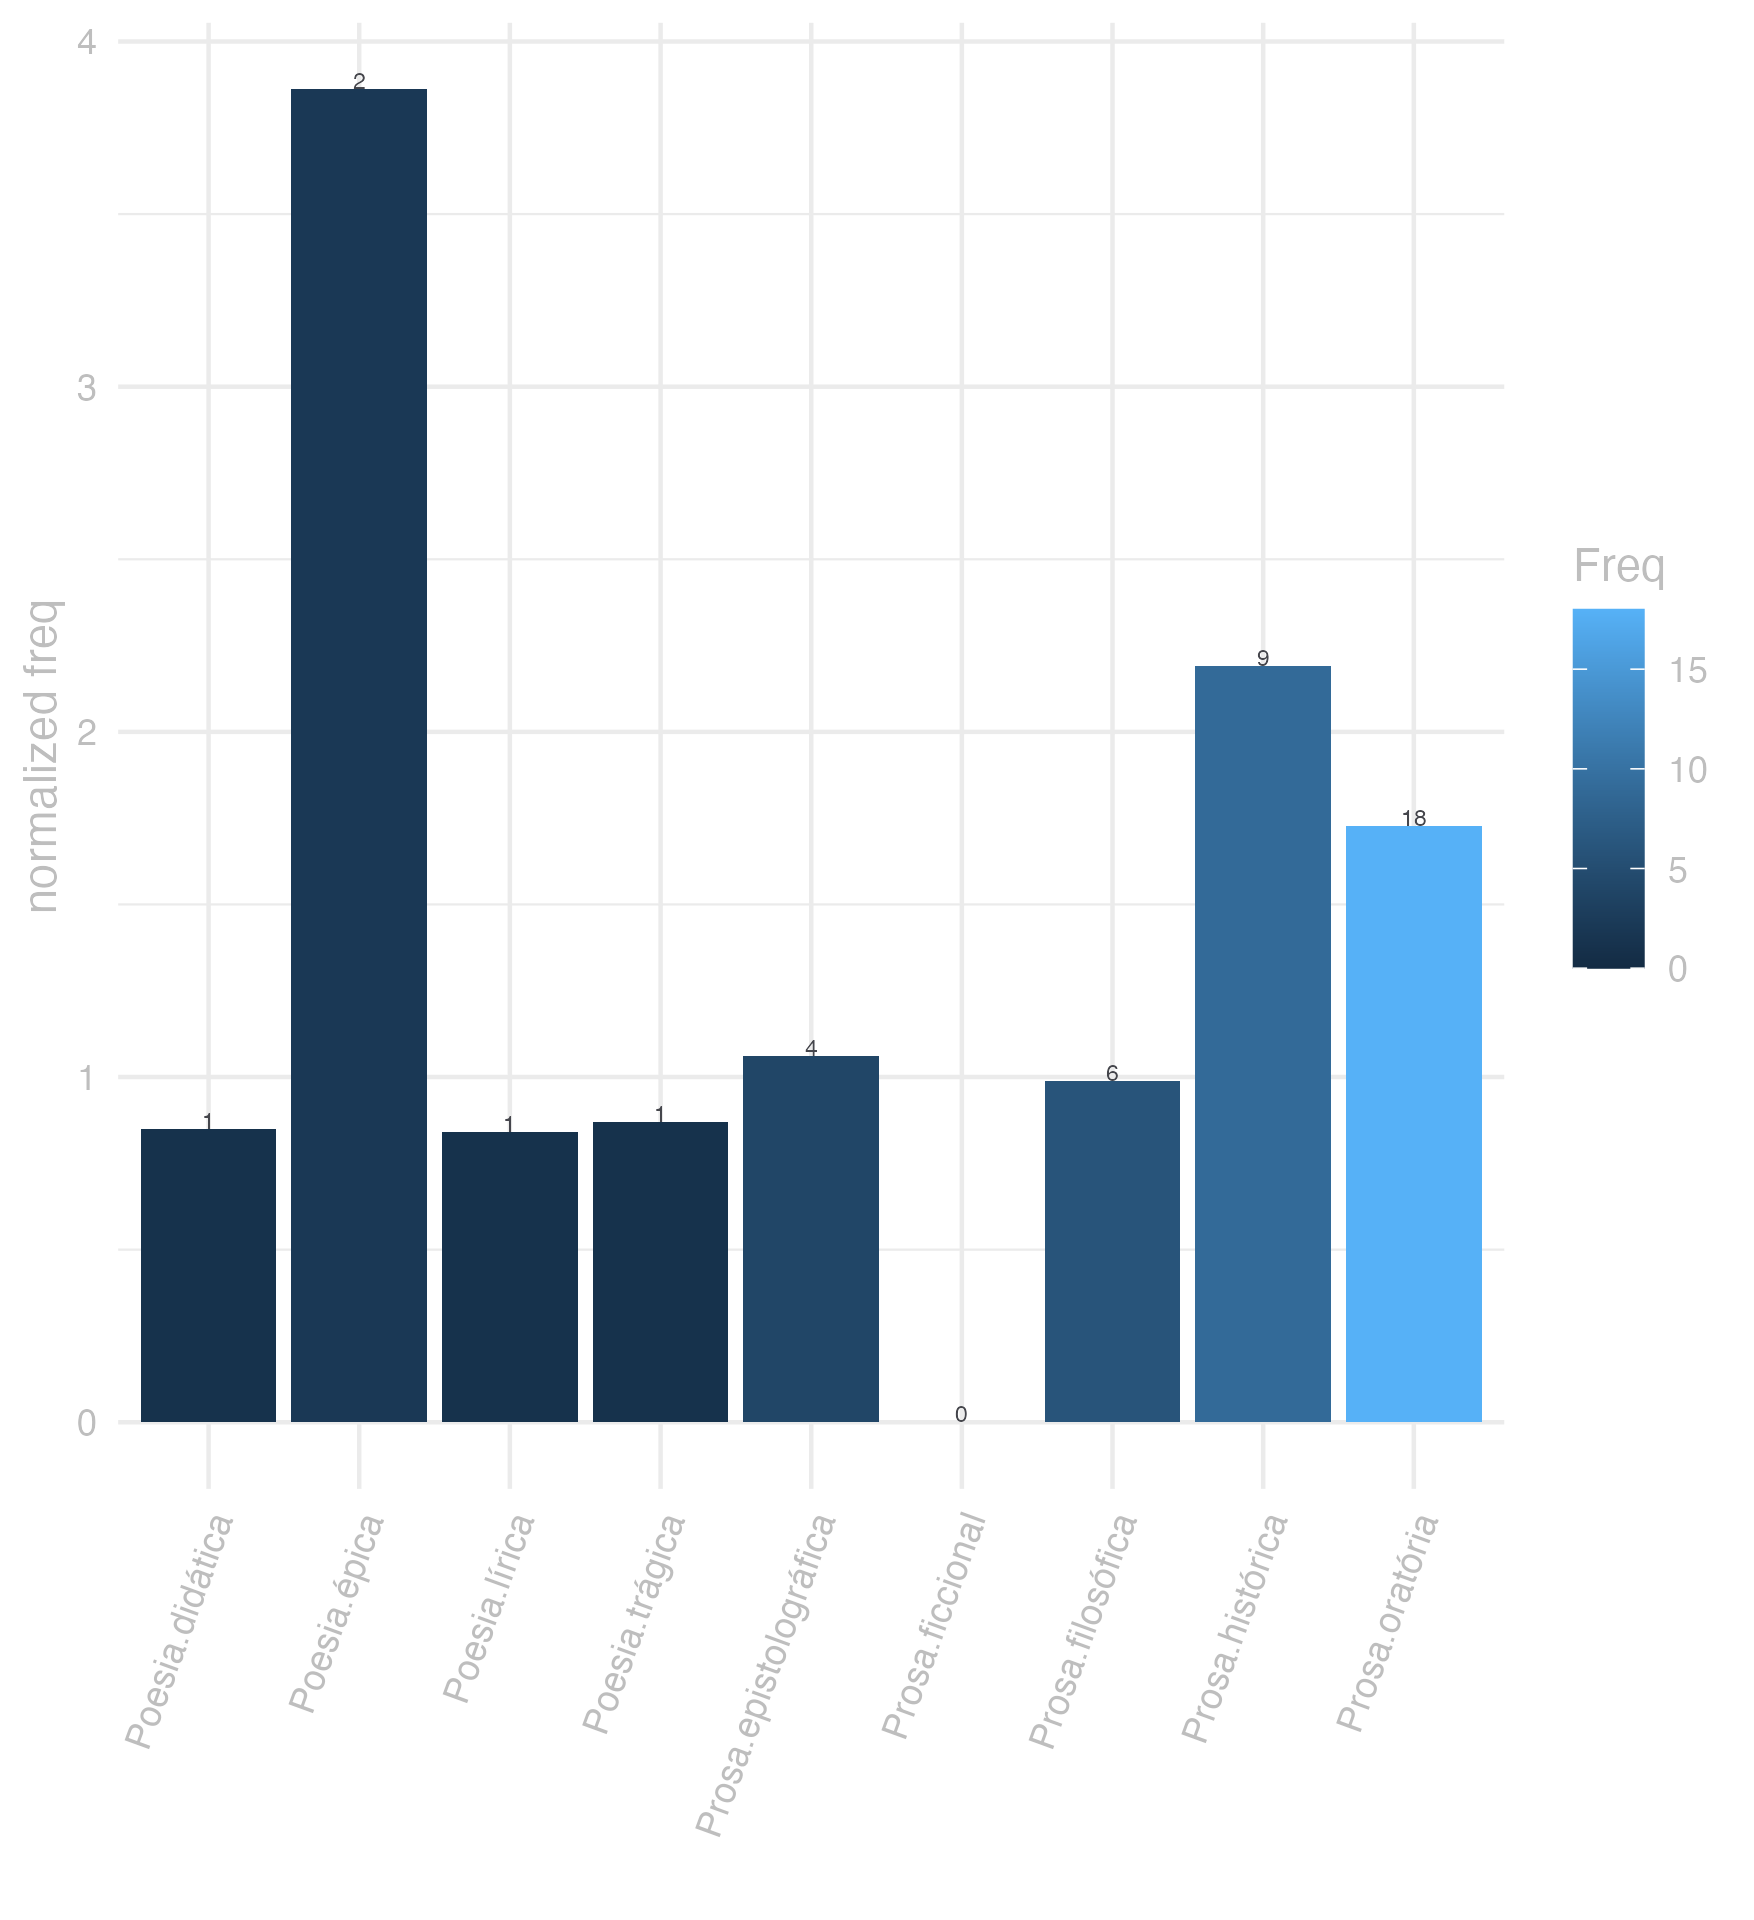 normalized freq
4
3
2
1
0
2
9
18
4
6
1
1
1
0
Poesia.didática
Poesia.épica
Poesia.lírica
Poesia.trágica
Prosa.epistolográfica
Prosa.ficcional
Prosa.filosófica
Prosa.histórica
Prosa.oratória
Freq
15
10
5
0